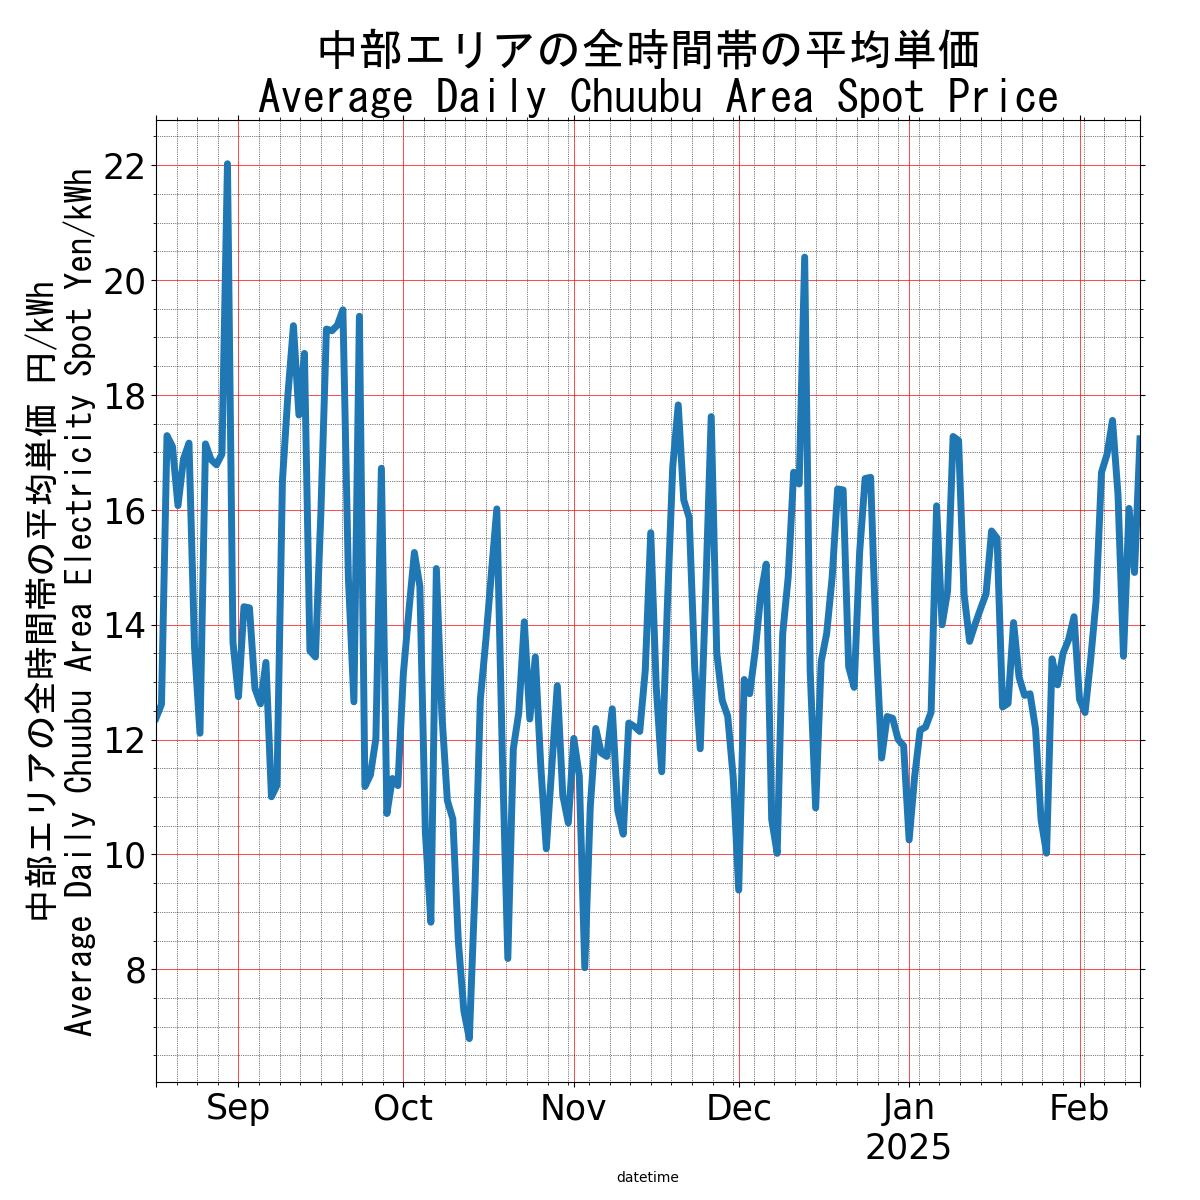 中部エリアの全時間帯の平均単価
Average Daily Chuubu Area Spot Price
中部エリアの全時間帯の平均単価 円/kWh
Average Daily Chuubu Area Electricity Spot Yen/kWh
22
20
18
16
14
12
10
8
Sep
Oct
Nov
Dec
Jan
2025
Feb
datetime